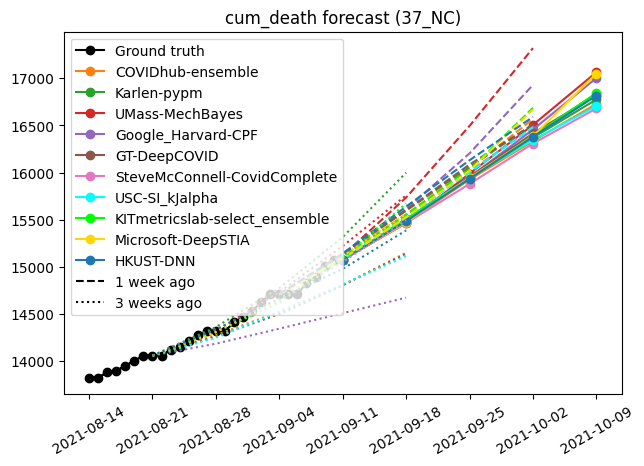 cum_death forecast (37_NC)
Ground truth
COVIDhub-ensemble
Karlen-pypm
UMass-MechBayes
Google_Harvard-CPF
GT-DeepCOVID
SteveMcConnell-CovidComplete
USC-SI_kJalpha
KITmetricslab-select_ensemble
Microsoft-DeepSTIA
HKUST-DNN
1 week ago
3 weeks ago
17000
16500
16000
15500
15000
14500
14000
2021-08-14
2021-08-21
2021-08-28
2021-09-04
2021-09-11
2021-09-18
2021-09-25
2021-10-02
2021-10-09